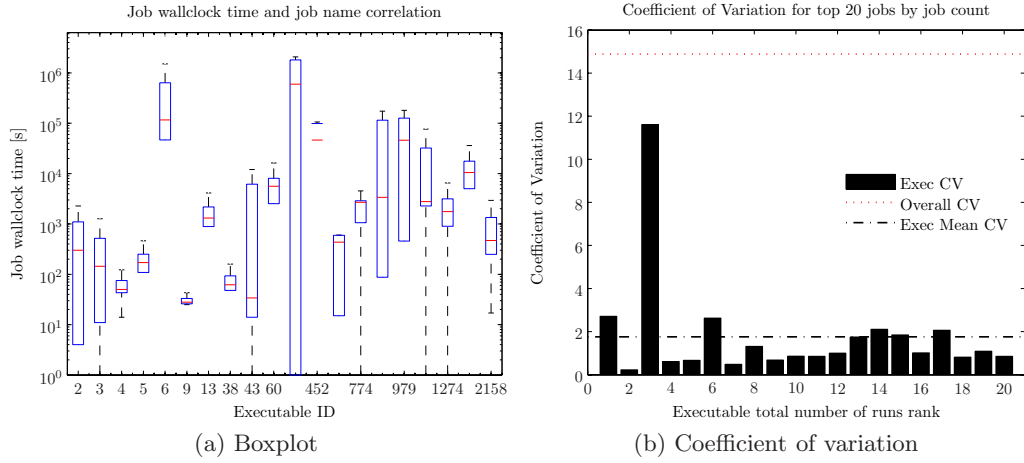 Job wallclock time and job name correlation
10^6
10^5
10^4
10^3
10^2
10^1
10^0
Job wallclock time [s]
2 3 4 5 6 9 13 38 43 60 452 774 979 1274 2158
Executable ID
(a) Boxplot
Coefficient of Variation for top 20 jobs by job count
16
14
12
10
8
6
4
2
0
Coefficient of Variation
Exec CV
Overall CV
Exec Mean CV
0 2 4 6 8 10 12 14 16 18 20
Executable total number of runs rank
(b) Coefficient of variation